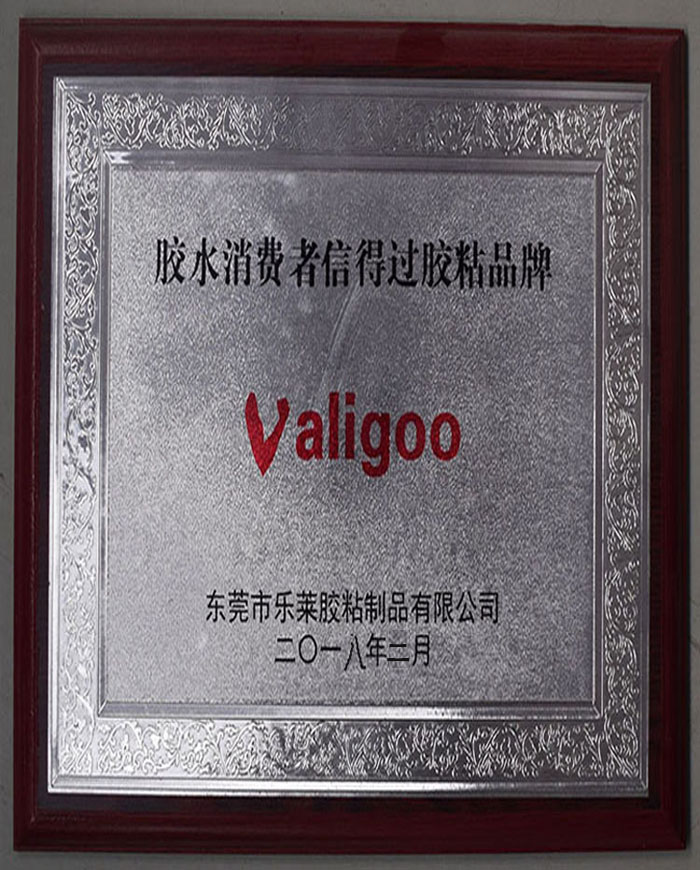 胶水消费者信得过胶粘品牌
Valigoo
东莞市乐莱胶粘制品有限公司
二〇一八年二月